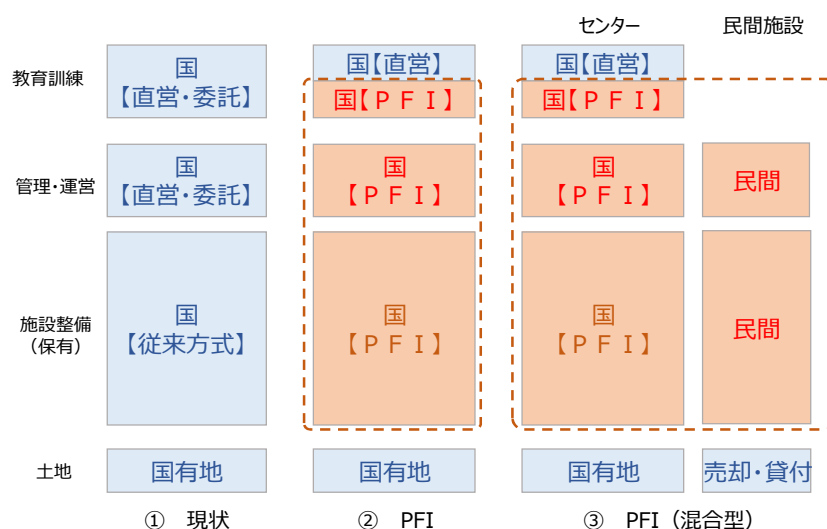 センター 民間施設
教育訓練
国
【直営・委託】
国【直営】
国【ＰＦＩ】
国【直営】
国【ＰＦＩ】
管理・運営
国
【直営・委託】
国
【ＰＦＩ】
国
【ＰＦＩ】
民間
施設整備
（保有）
国
【従来方式】
国
【ＰＦＩ】
国
【ＰＦＩ】
民間
土地
国有地
国有地
国有地
売却・貸付
① 現状
② PFI
③ PFI（混合型）